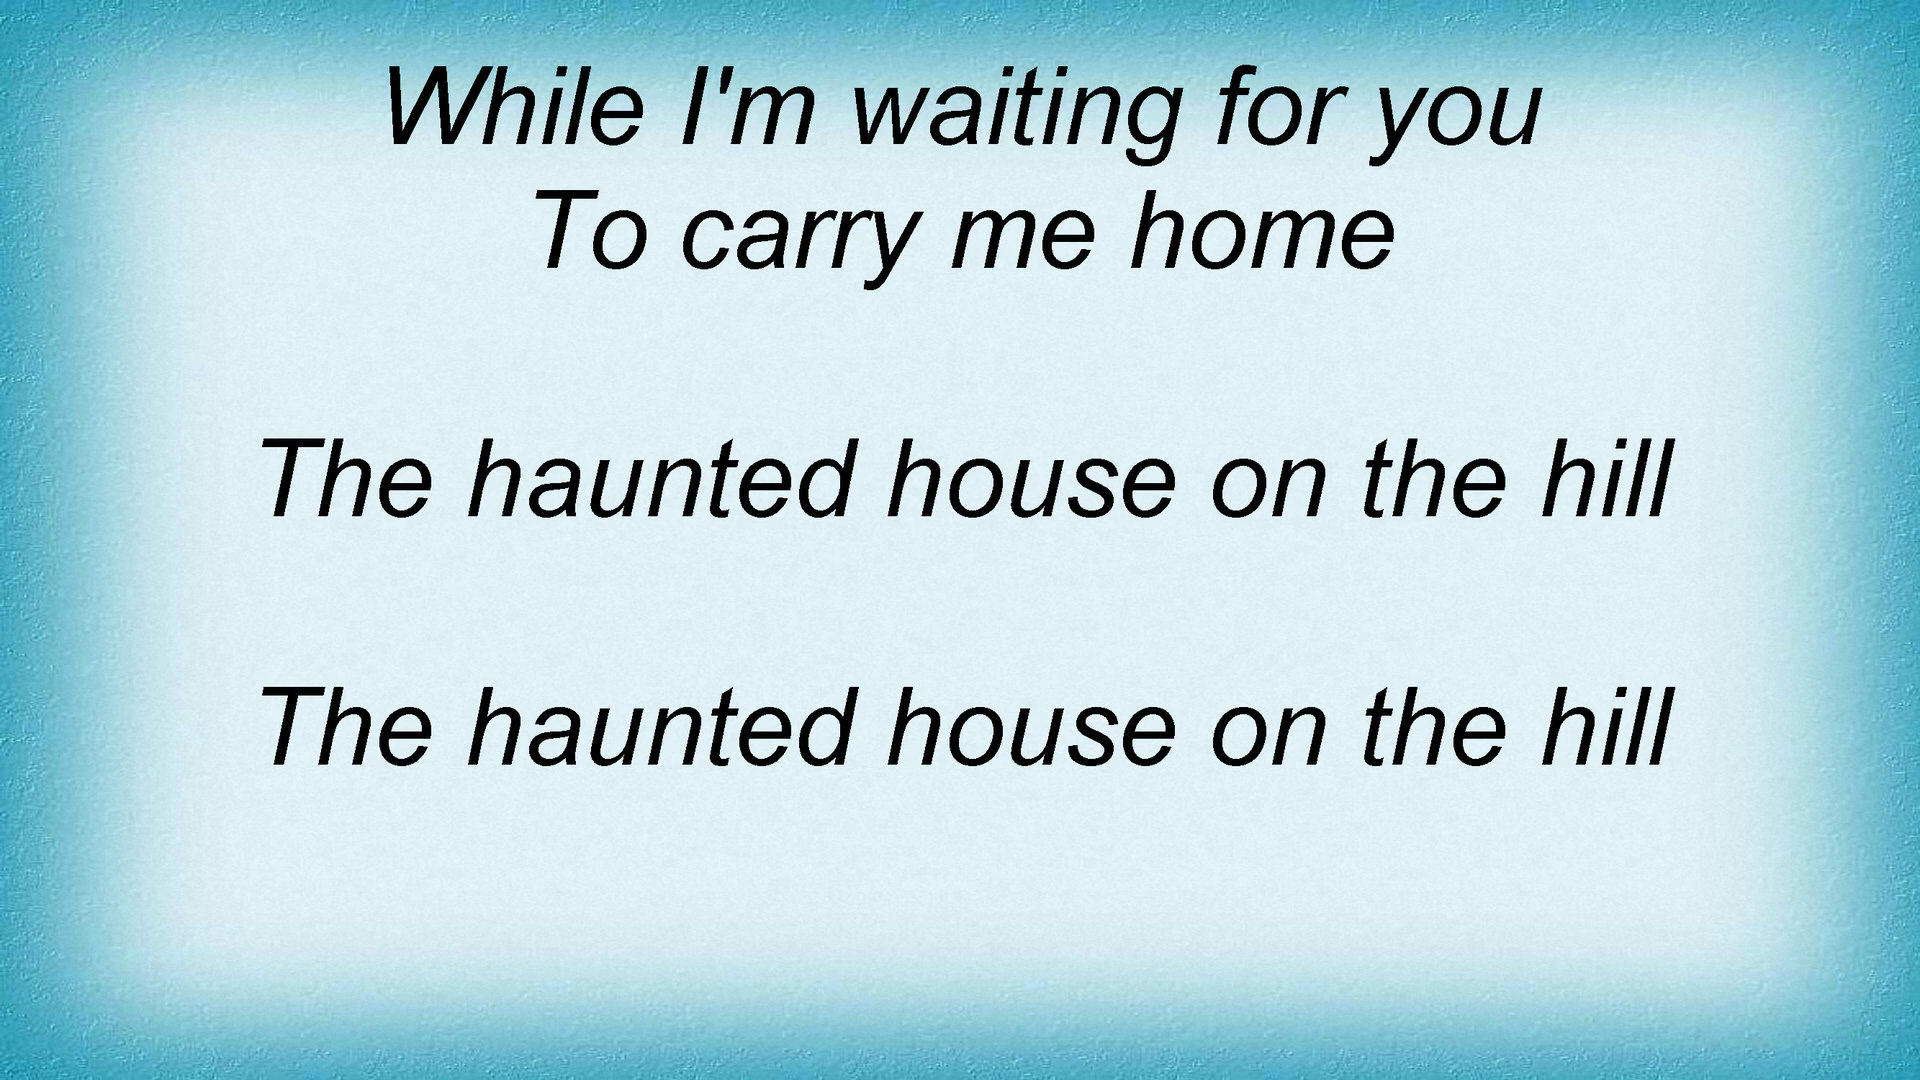 While I'm waiting for you
To carry me home
The haunted house on the hill
The haunted house on the hill